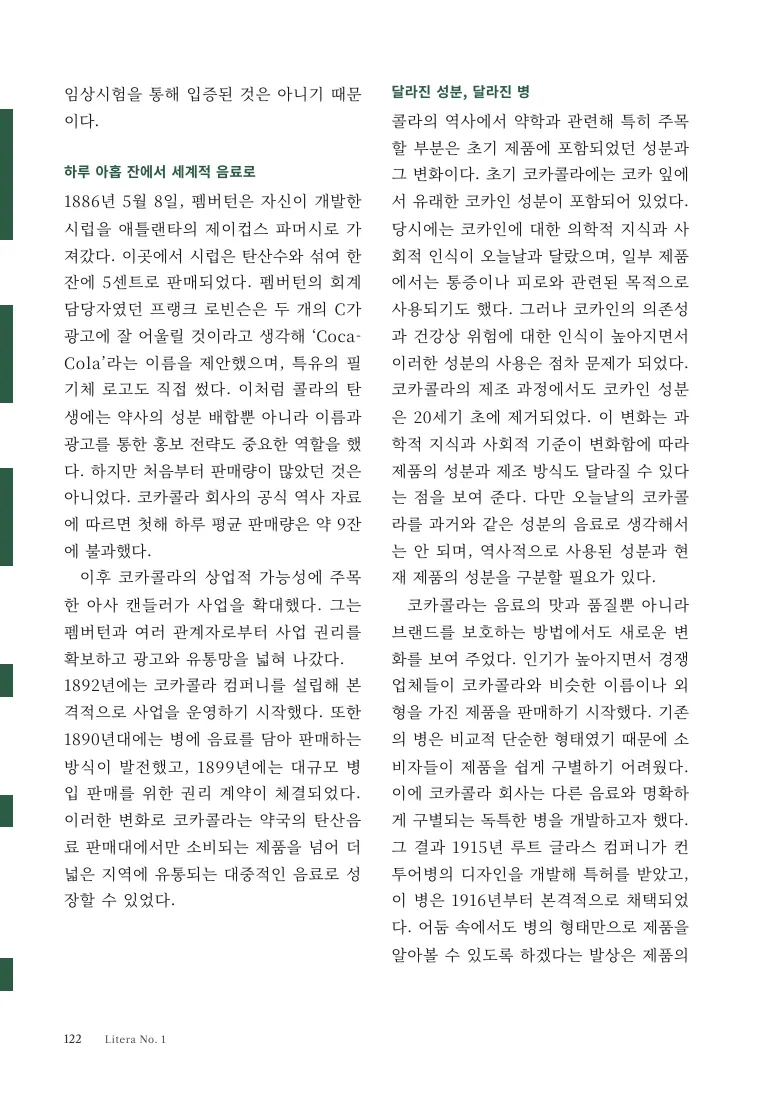 임상시험을 통해 입증된 것은 아니기 때문
이다.
하루 아홉 잔에서 세계적 음료로
1886년 5월 8일, 펨버턴은 자신이 개발한
시럽을 애틀랜타의 제이컵스 파머시로 가
져갔다. 이곳에서 시럽은 탄산수와 섞여 한
잔에 5센트로 판매되었다. 펨버턴의 회계
담당자였던 프랭크 로빈슨은 두 개의 C가
광고에 잘 어울릴 것이라고 생각해 ‘Coca-
Cola’라는 이름을 제안했으며, 특유의 필
기체 로고도 직접 썼다. 이처럼 콜라의 탄
생에는 약사의 성분 배합뿐 아니라 이름과
광고를 통한 홍보 전략도 중요한 역할을 했
다. 하지만 처음부터 판매량이 많았던 것은
아니었다. 코카콜라 회사의 공식 역사 자료
에 따르면 첫해 하루 평균 판매량은 약 9잔
에 불과했다.
이후 코카콜라의 상업적 가능성에 주목
한 아사 캔들러가 사업을 확대했다. 그는
펨버턴과 여러 관계자로부터 사업 권리를
확보하고 광고와 유통망을 넓혀 나갔다.
1892년에는 코카콜라 컴퍼니를 설립해 본
격적으로 사업을 운영하기 시작했다. 또한
1890년대에는 병에 음료를 담아 판매하는
방식이 발전했고, 1899년에는 대규모 병
입 판매를 위한 권리 계약이 체결되었다.
이러한 변화로 코카콜라는 약국의 탄산음
료 판매대에서만 소비되는 제품을 넘어 더
넓은 지역에 유통되는 대중적인 음료로 성
장할 수 있었다.
달라진 성분, 달라진 병
콜라의 역사에서 약학과 관련해 특히 주목
할 부분은 초기 제품에 포함되었던 성분과
그 변화이다. 초기 코카콜라에는 코카 잎에
서 유래한 코카인 성분이 포함되어 있었다.
당시에는 코카인에 대한 의학적 지식과 사
회적 인식이 오늘날과 달랐으며, 일부 제품
에서는 통증이나 피로와 관련된 목적으로
사용되기도 했다. 그러나 코카인의 의존성
과 건강상 위험에 대한 인식이 높아지면서
이러한 성분의 사용은 점차 문제가 되었다.
코카콜라의 제조 과정에서도 코카인 성분
은 20세기 초에 제거되었다. 이 변화는 과
학적 지식과 사회적 기준이 변화함에 따라
제품의 성분과 제조 방식도 달라질 수 있다
는 점을 보여 준다. 다만 오늘날의 코카콜
라를 과거와 같은 성분의 음료로 생각해서
는 안 되며, 역사적으로 사용된 성분과 현
재 제품의 성분을 구분할 필요가 있다.
코카콜라는 음료의 맛과 품질뿐 아니라
브랜드를 보호하는 방법에서도 새로운 변
화를 보여 주었다. 인기가 높아지면서 경쟁
업체들이 코카콜라와 비슷한 이름이나 외
형을 가진 제품을 판매하기 시작했다. 기존
의 병은 비교적 단순한 형태였기 때문에 소
비자들이 제품을 쉽게 구별하기 어려웠다.
이에 코카콜라 회사는 다른 음료와 명확하
게 구별되는 독특한 병을 개발하고자 했다.
그 결과 1915년 루트 글라스 컴퍼니가 컨
투어병의 디자인을 개발해 특허를 받았고,
이 병은 1916년부터 본격적으로 채택되었
다. 어둠 속에서도 병의 형태만으로 제품을
알아볼 수 있도록 하겠다는 발상은 제품의
122 Litera No. 1